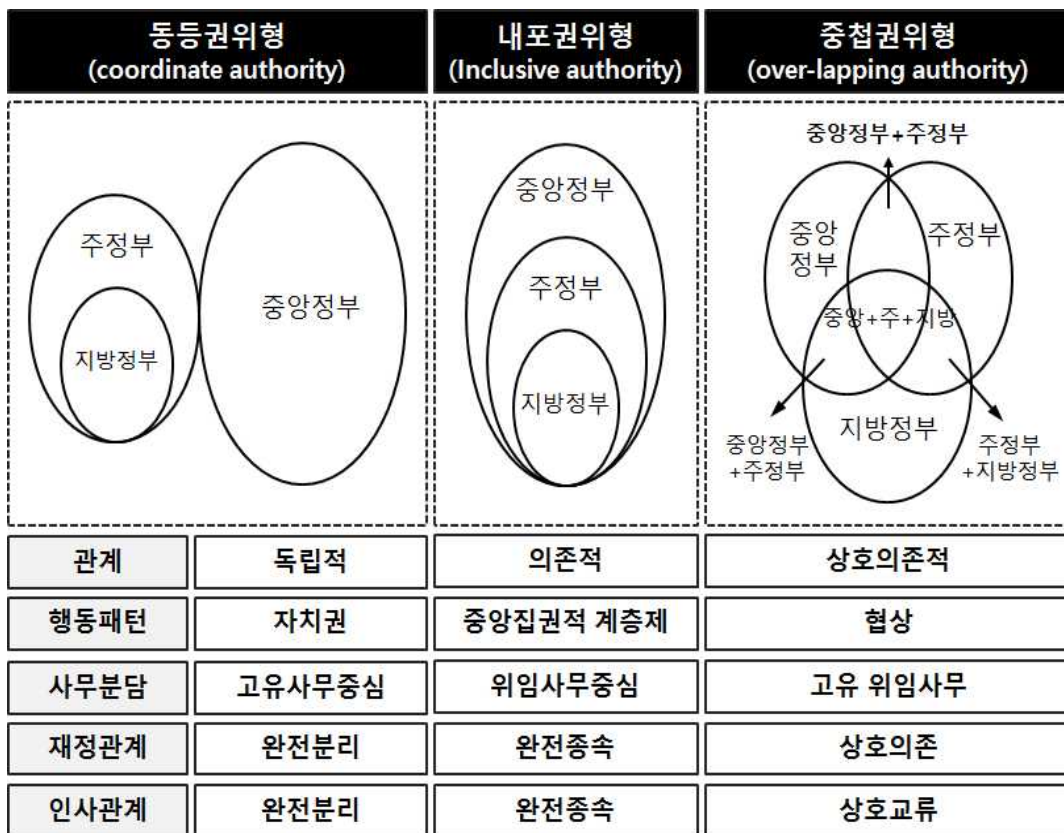 동등권위형
(coordinate authority)
내포권위형
(Inclusive authority)
중첩권위형
(over-lapping authority)
주정부
지방정부
중앙정부
중앙정부
주정부
지방정부
중앙정부+주정부
중앙
정부
주정부
중앙+주+지방
지방정부
중앙정부
+주정부
주정부
+지방정부
관계
독립적
의존적
상호의존적
행동패턴
자치권
중앙집권적 계층제
협상
사무분담
고유사무중심
위임사무중심
고유 위임사무
재정관계
완전분리
완전종속
상호의존
인사관계
완전분리
완전종속
상호교류